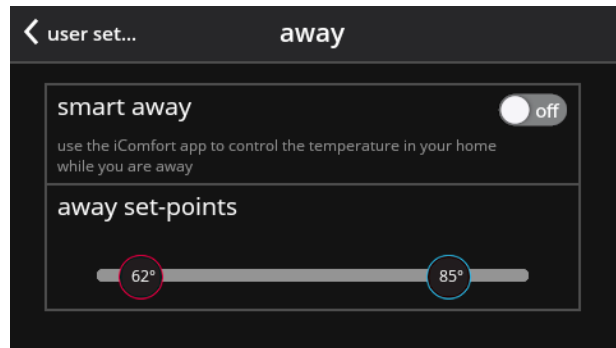 user set... away
smart away
off
use the iComfort app to control the temperature in your home
while you are away
away set-points
62° 85°